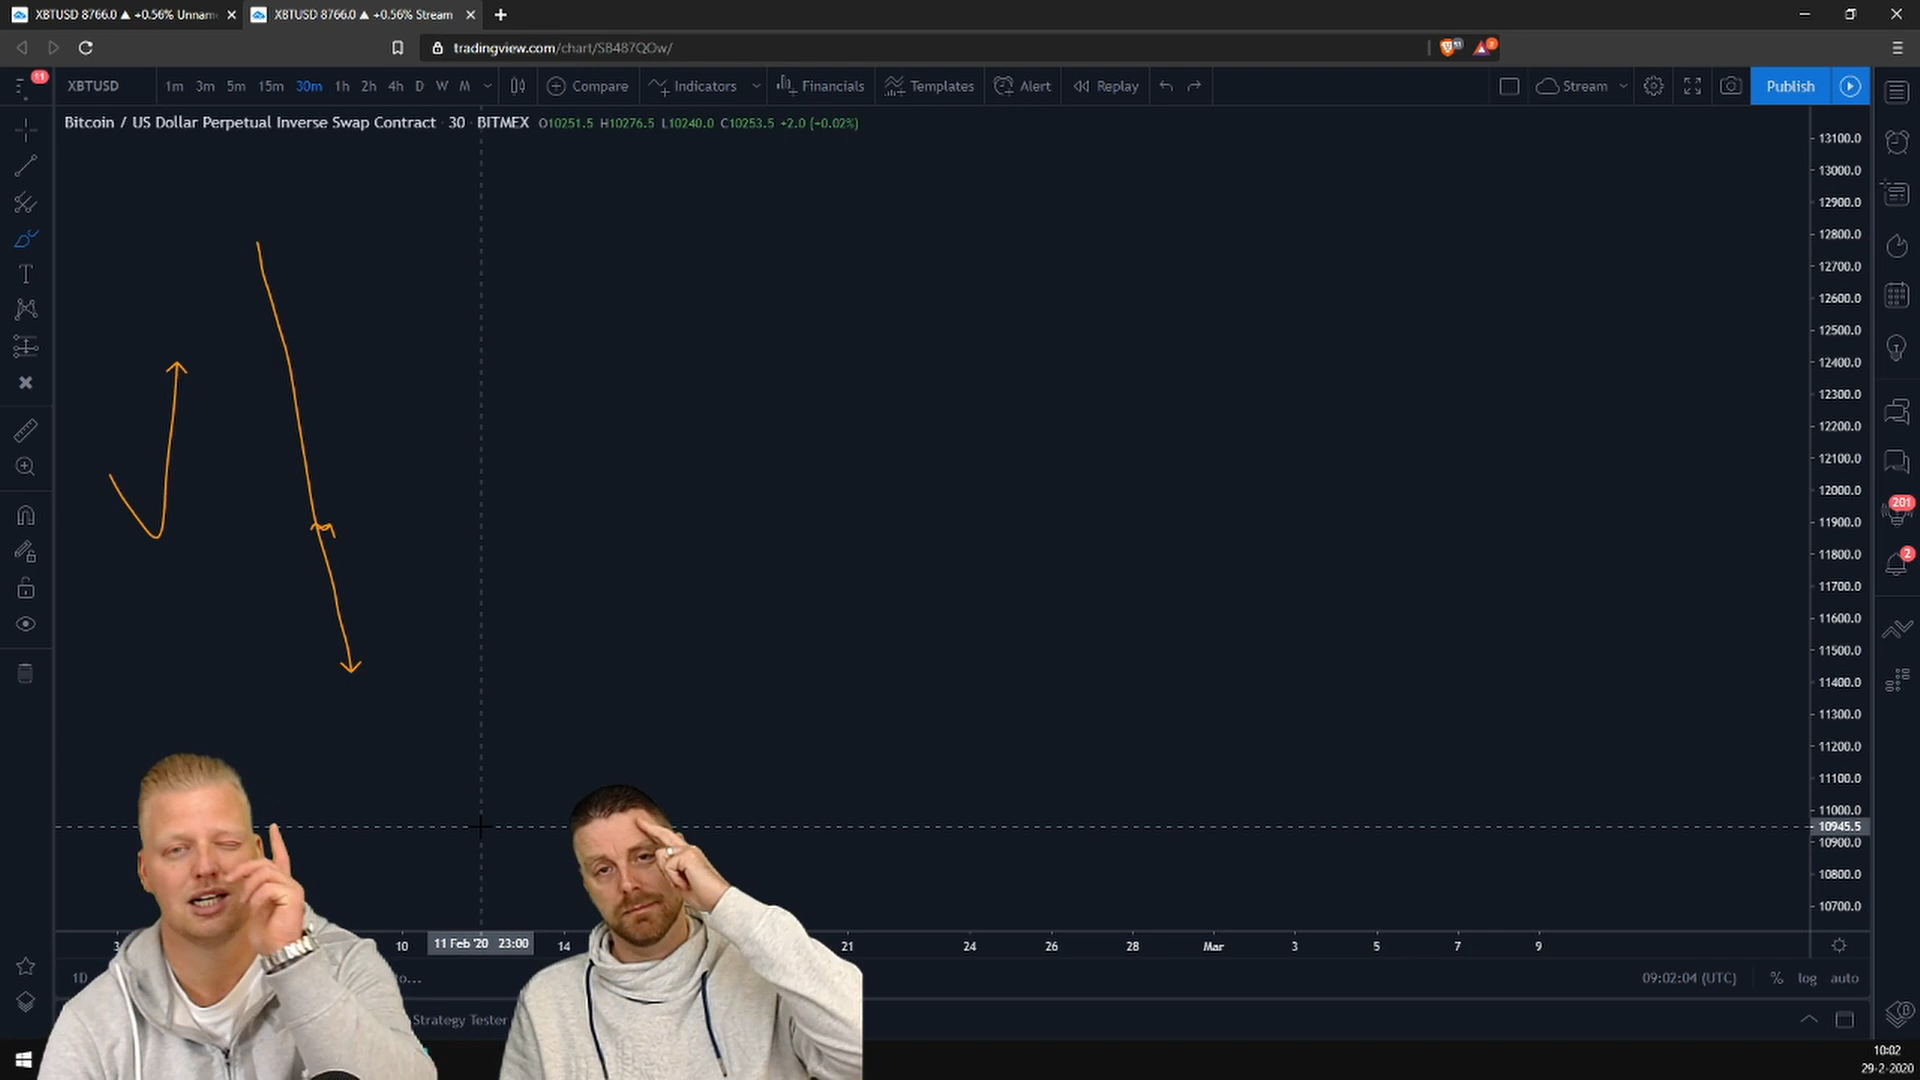 XBTUSD 8766.0 ▲ +0.56% Unnam
XBTUSD 8766.0 ▲ +0.56% Stream
tradingview.com/chart/SB487QOw/
11
XBTUSD
1m 3m 5m 15m 30m 1h 2h 4h D W M
Compare
Indicators
Financials
Templates
Alert
Replay
Stream
Publish
Bitcoin / US Dollar Perpetual Inverse Swap Contract · 30 · BITMEX O10251.5 H10276.5 L10240.0 C10253.5 +2.0 (+0.02%)
13100.0
13000.0
12900.0
12800.0
12700.0
12600.0
12500.0
12400.0
12300.0
12200.0
12100.0
12000.0
11900.0
11800.0
11700.0
11600.0
11500.0
11400.0
11300.0
11200.0
11100.0
11000.0
10945.5
10900.0
10800.0
10700.0
201
2
3 10 11 Feb '20 23:00 14 21 24 26 28 Mar 3 5 7 9
1D
09:02:04 (UTC) % log auto
Strategy Tester
10:02
29-2-2020